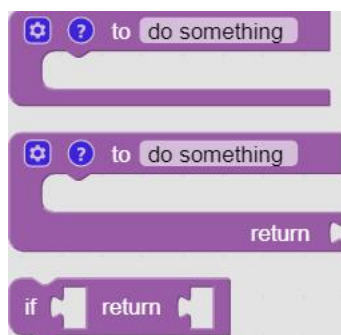 ? to do something
? to do something
return
if return